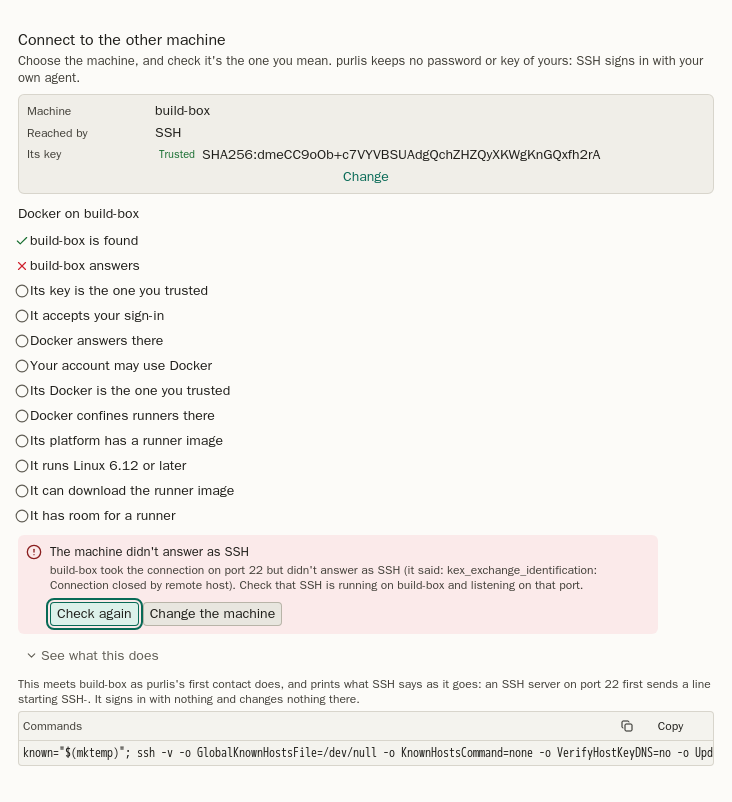 Connect to the other machine
Choose the machine, and check it's the one you mean. purlis keeps no password or key of yours: SSH signs in with your
own agent.
Machine build-box
Reached by SSH
Its key Trusted SHA256:dmeCC9oOb+c7VYVBSUAdgQchZHZQyXKWgKnGQxfh2rA
Change
Docker on build-box
build-box is found
build-box answers
Its key is the one you trusted
It accepts your sign-in
Docker answers there
Your account may use Docker
Its Docker is the one you trusted
Docker confines runners there
Its platform has a runner image
It runs Linux 6.12 or later
It can download the runner image
It has room for a runner
The machine didn't answer as SSH
build-box took the connection on port 22 but didn't answer as SSH (it said: kex_exchange_identification:
Connection closed by remote host). Check that SSH is running on build-box and listening on that port.
Check again Change the machine
See what this does
This meets build-box as purlis's first contact does, and prints what SSH says as it goes: an SSH server on port 22 first sends a line
starting SSH-. It signs in with nothing and changes nothing there.
Commands Copy
known="$(mktemp)"; ssh -v -o GlobalKnownHostsFile=/dev/null -o KnownHostsCommand=none -o VerifyHostKeyDNS=no -o Upd